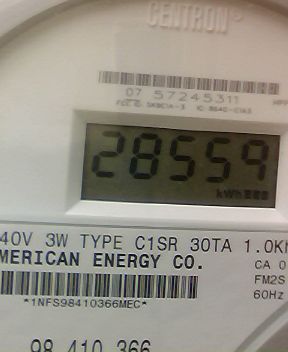 CENTRON®
07 57245311
28559
kWh
40V 3W TYPE C1SR 30TA 1.0K
MERICAN ENERGY CO.
CA 0
FM2S
60Hz
*1NFS98410366MEC*
98 410 366